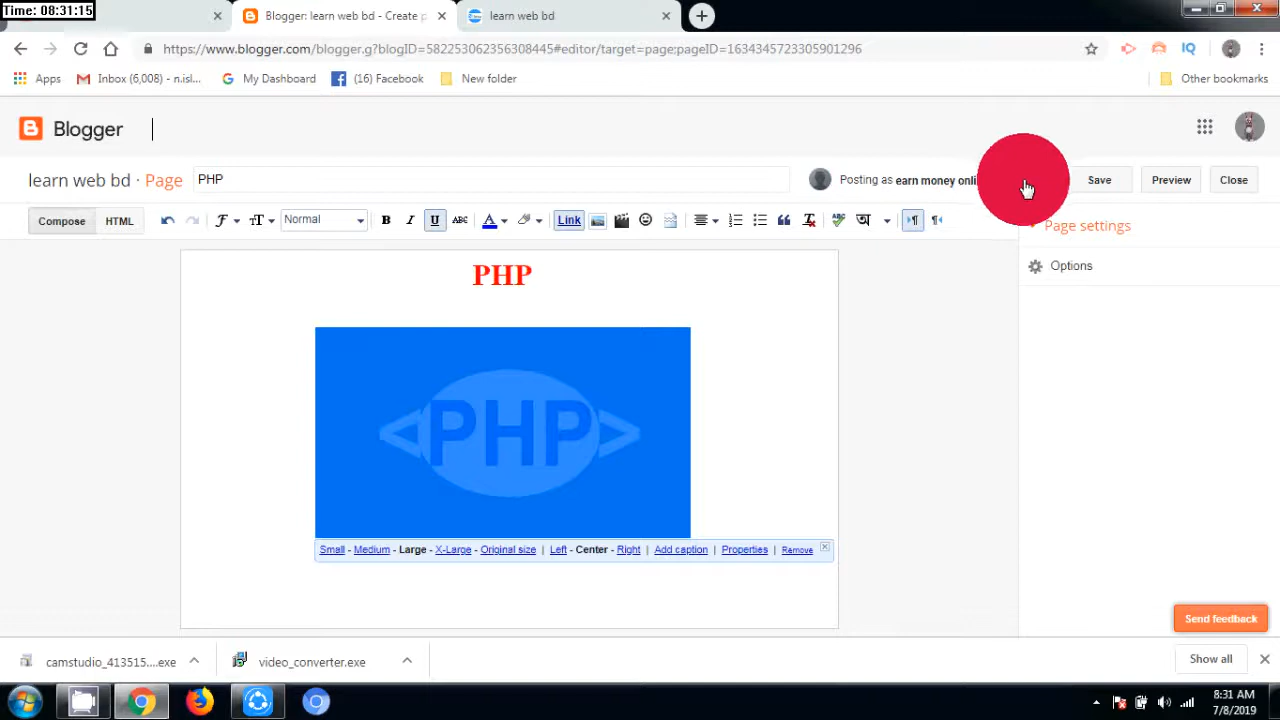 Time: 08:31:15
Blogger: learn web bd - Create p
learn web bd
https://www.blogger.com/blogger.g?blogID=582253062356308445#editor/target=page;pageID=1634345723305901296
IQ
Apps
Inbox (6,008) - n.isl...
My Dashboard
(16) Facebook
New folder
Other bookmarks
Blogger
learn web bd · Page
PHP
Posting as earn money onli
Save
Preview
Close
Compose
HTML
Normal
B
I
U
ABC
A
Link
Page settings
Options
PHP
<PHP>
Small - Medium - Large - X-Large - Original size | Left - Center - Right | Add caption | Properties | Remove
Send feedback
camstudio_413515....exe
video_converter.exe
Show all
8:31 AM
7/8/2019